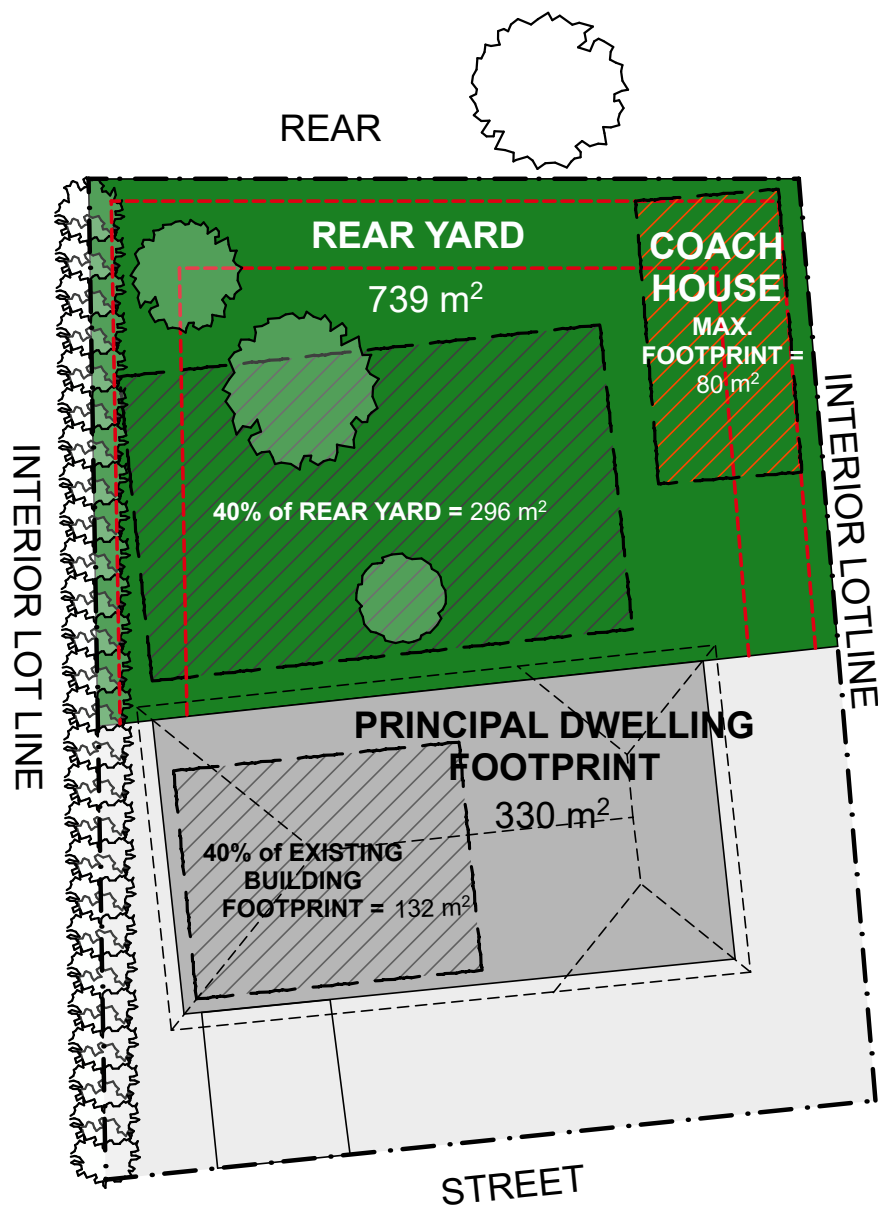 REAR
REAR YARD
739 m²
COACH
HOUSE
MAX.
FOOTPRINT =
80 m²
INTERIOR LOT LINE
INTERIOR LOTLINE
40% of REAR YARD = 296 m²
PRINCIPAL DWELLING
FOOTPRINT
330 m²
40% of EXISTING
BUILDING
FOOTPRINT = 132 m²
STREET